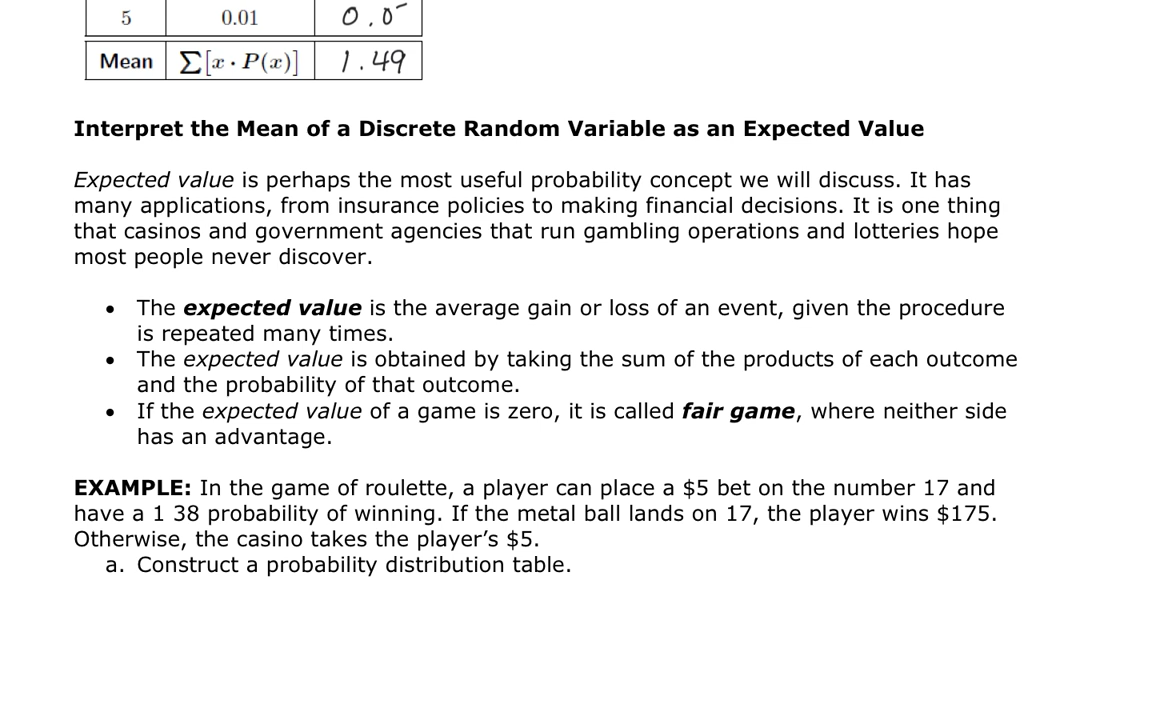 5 0.01 0.05
Mean ∑[x · P(x)] 1.49
Interpret the Mean of a Discrete Random Variable as an Expected Value
Expected value is perhaps the most useful probability concept we will discuss. It has
many applications, from insurance policies to making financial decisions. It is one thing
that casinos and government agencies that run gambling operations and lotteries hope
most people never discover.
• The expected value is the average gain or loss of an event, given the procedure
is repeated many times.
• The expected value is obtained by taking the sum of the products of each outcome
and the probability of that outcome.
• If the expected value of a game is zero, it is called fair game, where neither side
has an advantage.
EXAMPLE: In the game of roulette, a player can place a $5 bet on the number 17 and
have a 1 38 probability of winning. If the metal ball lands on 17, the player wins $175.
Otherwise, the casino takes the player’s $5.
a. Construct a probability distribution table.